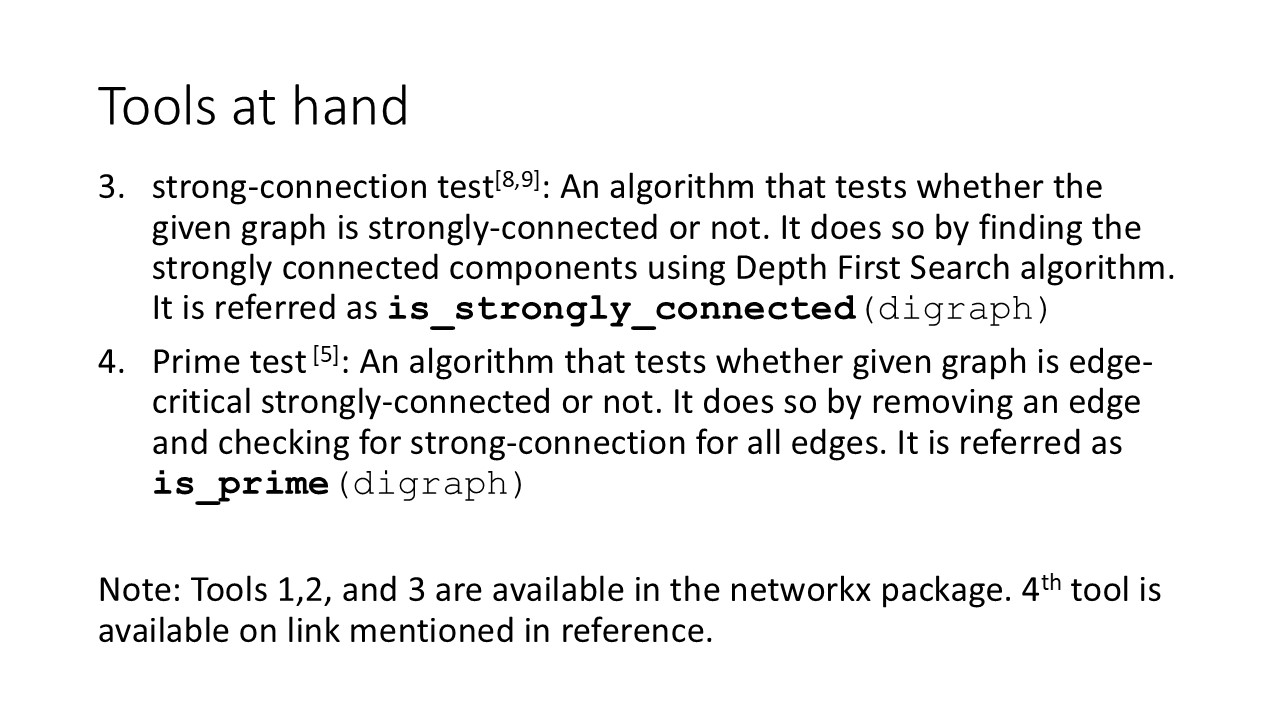 Tools at hand
3. strong-connection test[8,9]: An algorithm that tests whether the
given graph is strongly-connected or not. It does so by finding the
strongly connected components using Depth First Search algorithm.
It is referred as is_strongly_connected(digraph)
4. Prime test [5]: An algorithm that tests whether given graph is edge-
critical strongly-connected or not. It does so by removing an edge
and checking for strong-connection for all edges. It is referred as
is_prime(digraph)
Note: Tools 1,2, and 3 are available in the networkx package. 4th tool is
available on link mentioned in reference.